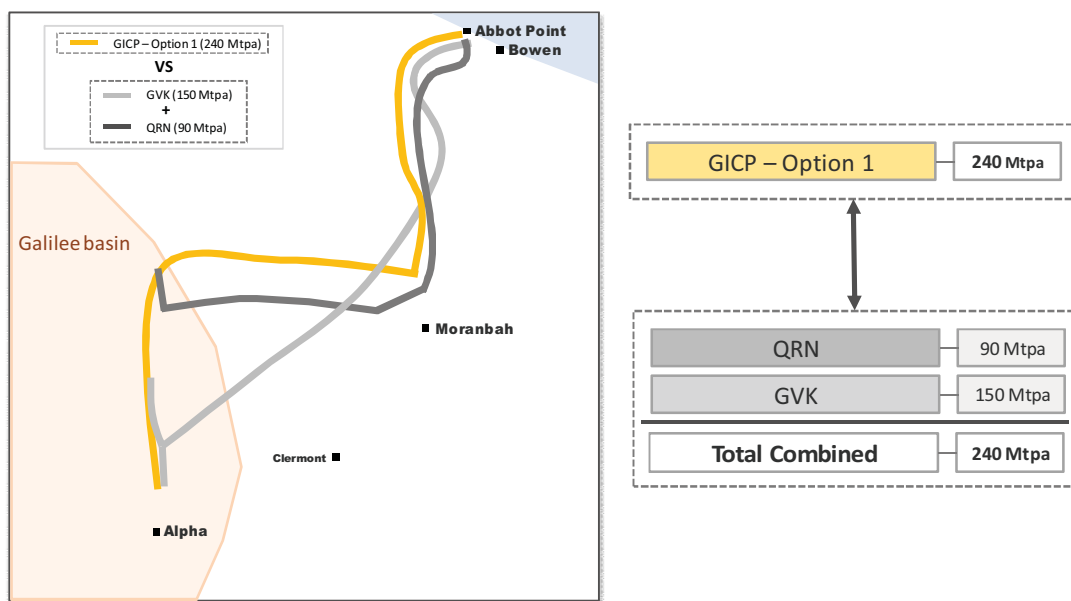 GICP – Option 1 (240 Mtpa)
VS
GVK (150 Mtpa)
+
QRN (90 Mtpa)
Abbot Point
Bowen
Galilee basin
Moranbah
Clermont
Alpha
GICP – Option 1
240 Mtpa
QRN
90 Mtpa
GVK
150 Mtpa
Total Combined
240 Mtpa